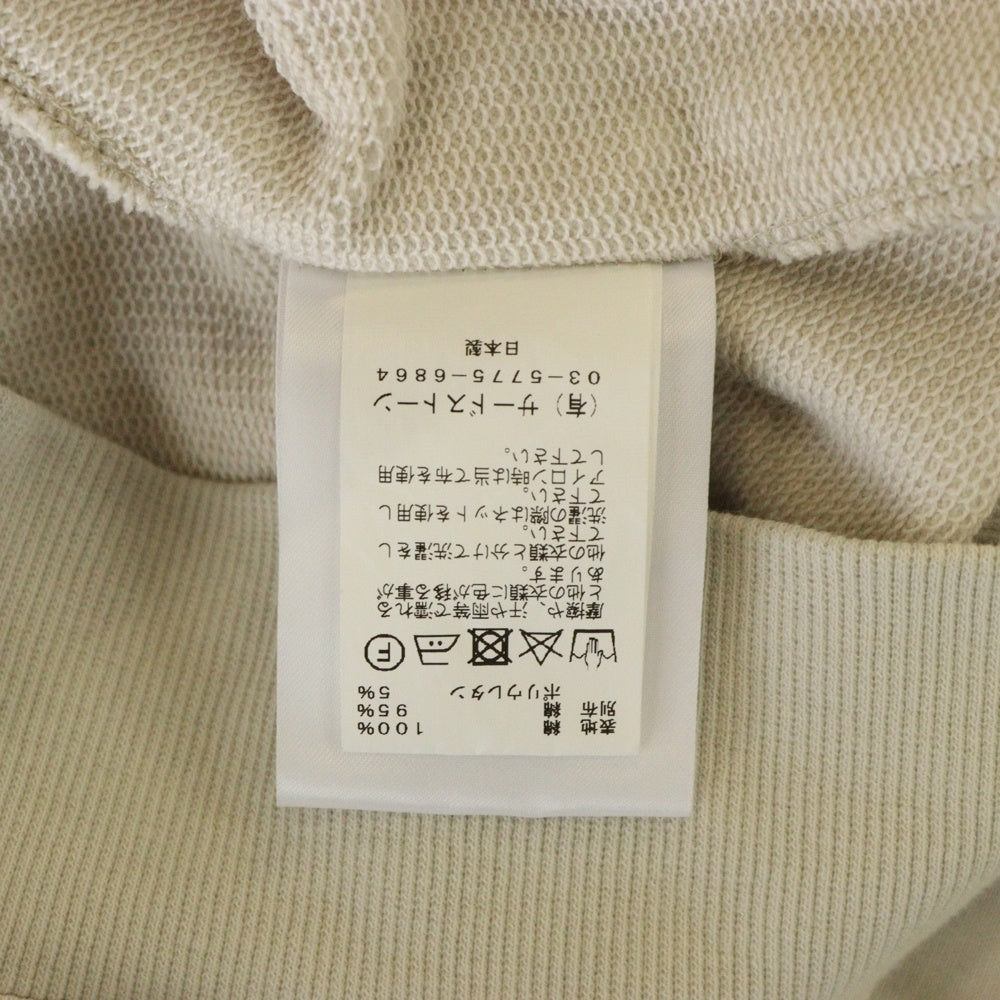 表地 綿 100%
別布 綿 95%
ポリウレタン 5%
F
摩擦や、汗や雨等で濡れる
と他の衣類に色が移る事が
あります。
他の衣類と分けて洗濯をし
て下さい。
洗濯の際はネットを使用し
て下さい。
アイロン時は当て布を使用
して下さい。
(有) サードストーン
03-5775-6864
日本製